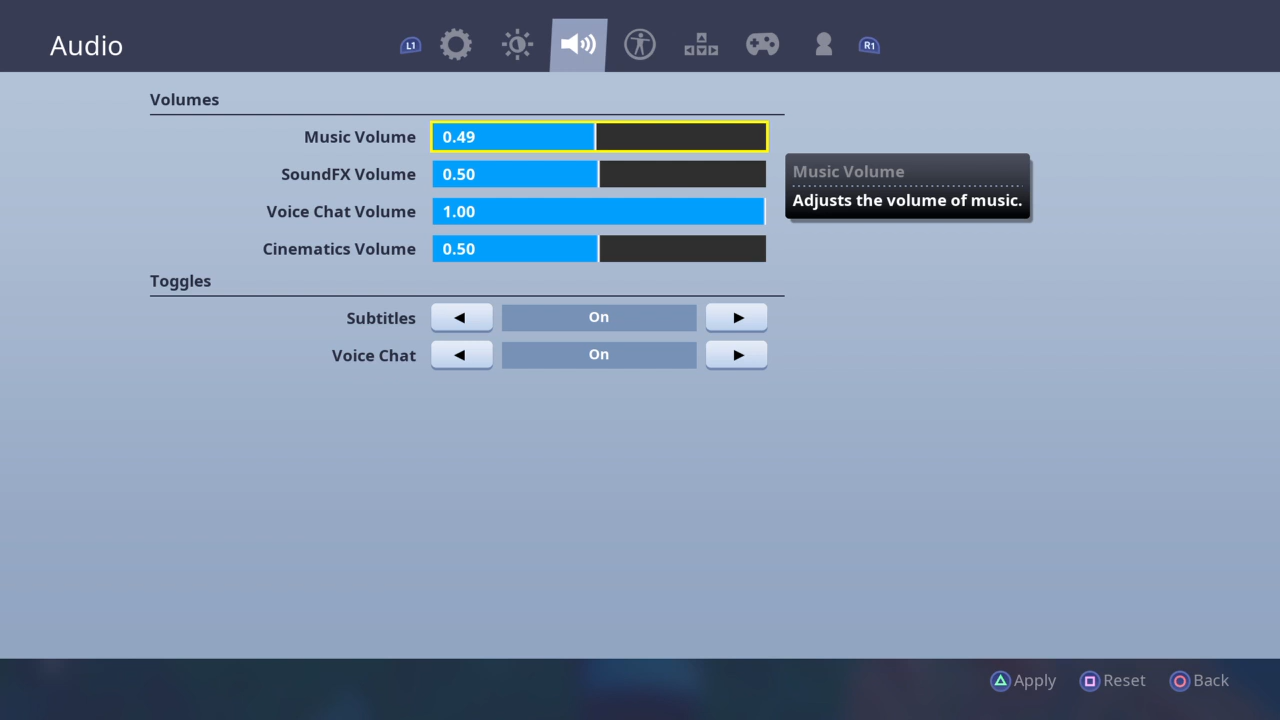 Audio
L1
R1
Volumes
Music Volume
0.49
SoundFX Volume
0.50
Voice Chat Volume
1.00
Cinematics Volume
0.50
Music Volume
Adjusts the volume of music.
Toggles
Subtitles
On
Voice Chat
On
Apply
Reset
Back